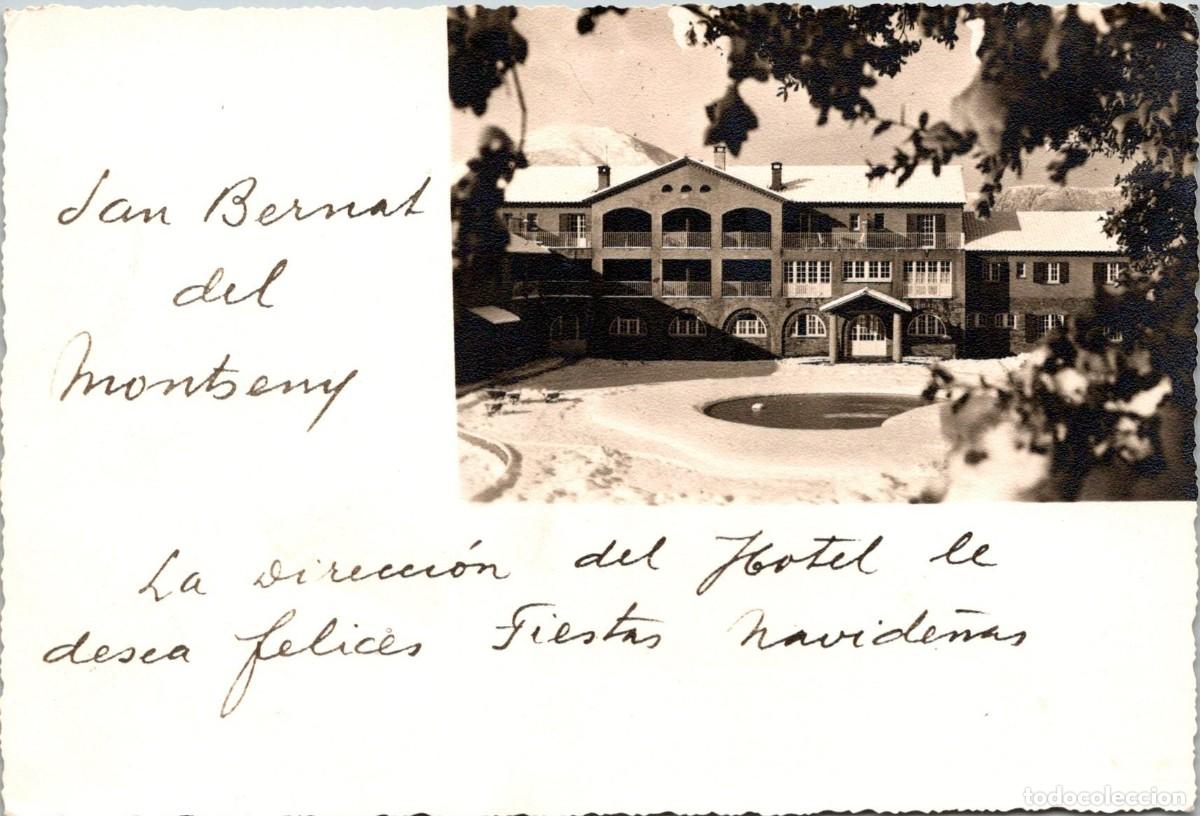 San Bernat
del
Montseny
La Dirección del Hotel le
desea felices Fiestas Navideñas
todocoleccion